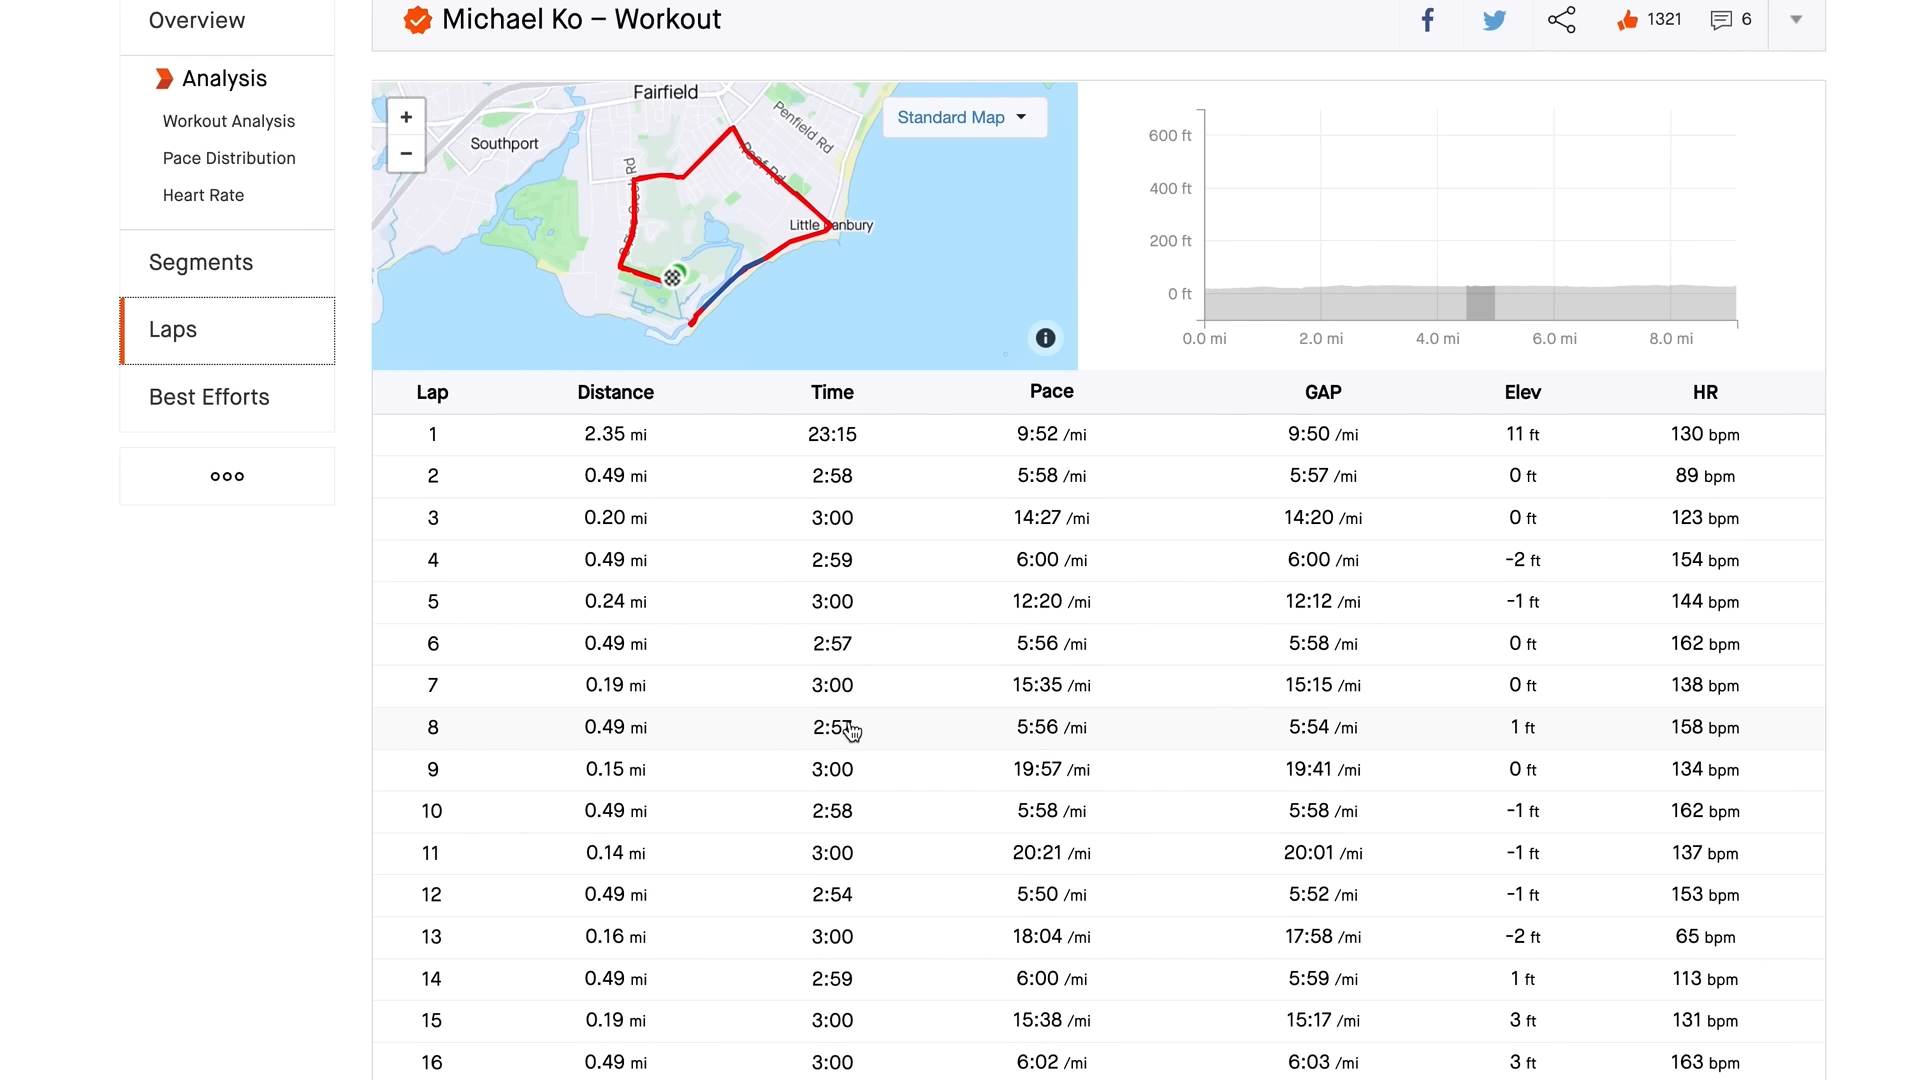 Overview
Analysis
Workout Analysis
Pace Distribution
Heart Rate
Segments
Laps
Best Efforts
Michael Ko – Workout
1321
6
Fairfield
Southport
Penfield Rd
Reef Rd
Little Danbury
Standard Map
+
−
600 ft
400 ft
200 ft
0 ft
0.0 mi 2.0 mi 4.0 mi 6.0 mi 8.0 mi
Lap Distance Time Pace GAP Elev HR
1 2.35 mi 23:15 9:52 /mi 9:50 /mi 11 ft 130 bpm
2 0.49 mi 2:58 5:58 /mi 5:57 /mi 0 ft 89 bpm
3 0.20 mi 3:00 14:27 /mi 14:20 /mi 0 ft 123 bpm
4 0.49 mi 2:59 6:00 /mi 6:00 /mi -2 ft 154 bpm
5 0.24 mi 3:00 12:20 /mi 12:12 /mi -1 ft 144 bpm
6 0.49 mi 2:57 5:56 /mi 5:58 /mi 0 ft 162 bpm
7 0.19 mi 3:00 15:35 /mi 15:15 /mi 0 ft 138 bpm
8 0.49 mi 2:57 5:56 /mi 5:54 /mi 1 ft 158 bpm
9 0.15 mi 3:00 19:57 /mi 19:41 /mi 0 ft 134 bpm
10 0.49 mi 2:58 5:58 /mi 5:58 /mi -1 ft 162 bpm
11 0.14 mi 3:00 20:21 /mi 20:01 /mi -1 ft 137 bpm
12 0.49 mi 2:54 5:50 /mi 5:52 /mi -1 ft 153 bpm
13 0.16 mi 3:00 18:04 /mi 17:58 /mi -2 ft 65 bpm
14 0.49 mi 2:59 6:00 /mi 5:59 /mi 1 ft 113 bpm
15 0.19 mi 3:00 15:38 /mi 15:17 /mi 3 ft 131 bpm
16 0.49 mi 3:00 6:02 /mi 6:03 /mi 3 ft 163 bpm